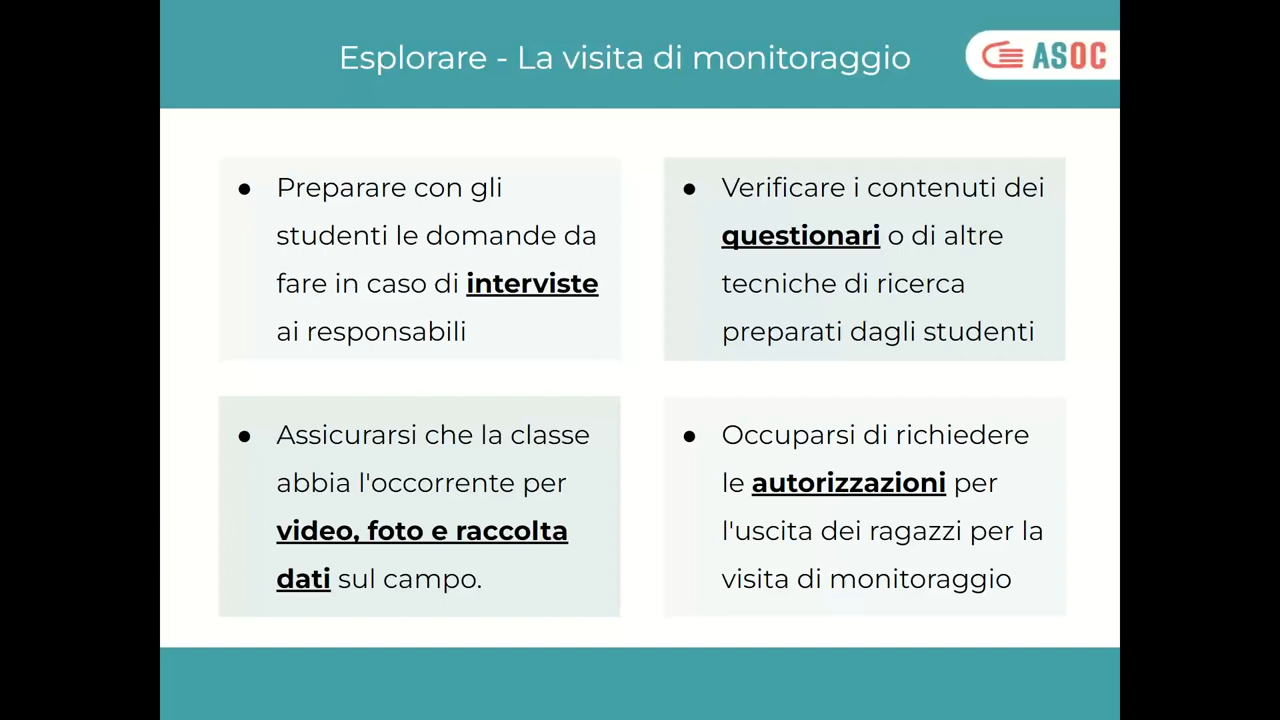 Esplorare - La visita di monitoraggio
ASOC
● Preparare con gli
studenti le domande da
fare in caso di interviste
ai responsabili
● Verificare i contenuti dei
questionari o di altre
tecniche di ricerca
preparati dagli studenti
● Assicurarsi che la classe
abbia l'occorrente per
video, foto e raccolta
dati sul campo.
● Occuparsi di richiedere
le autorizzazioni per
l'uscita dei ragazzi per la
visita di monitoraggio